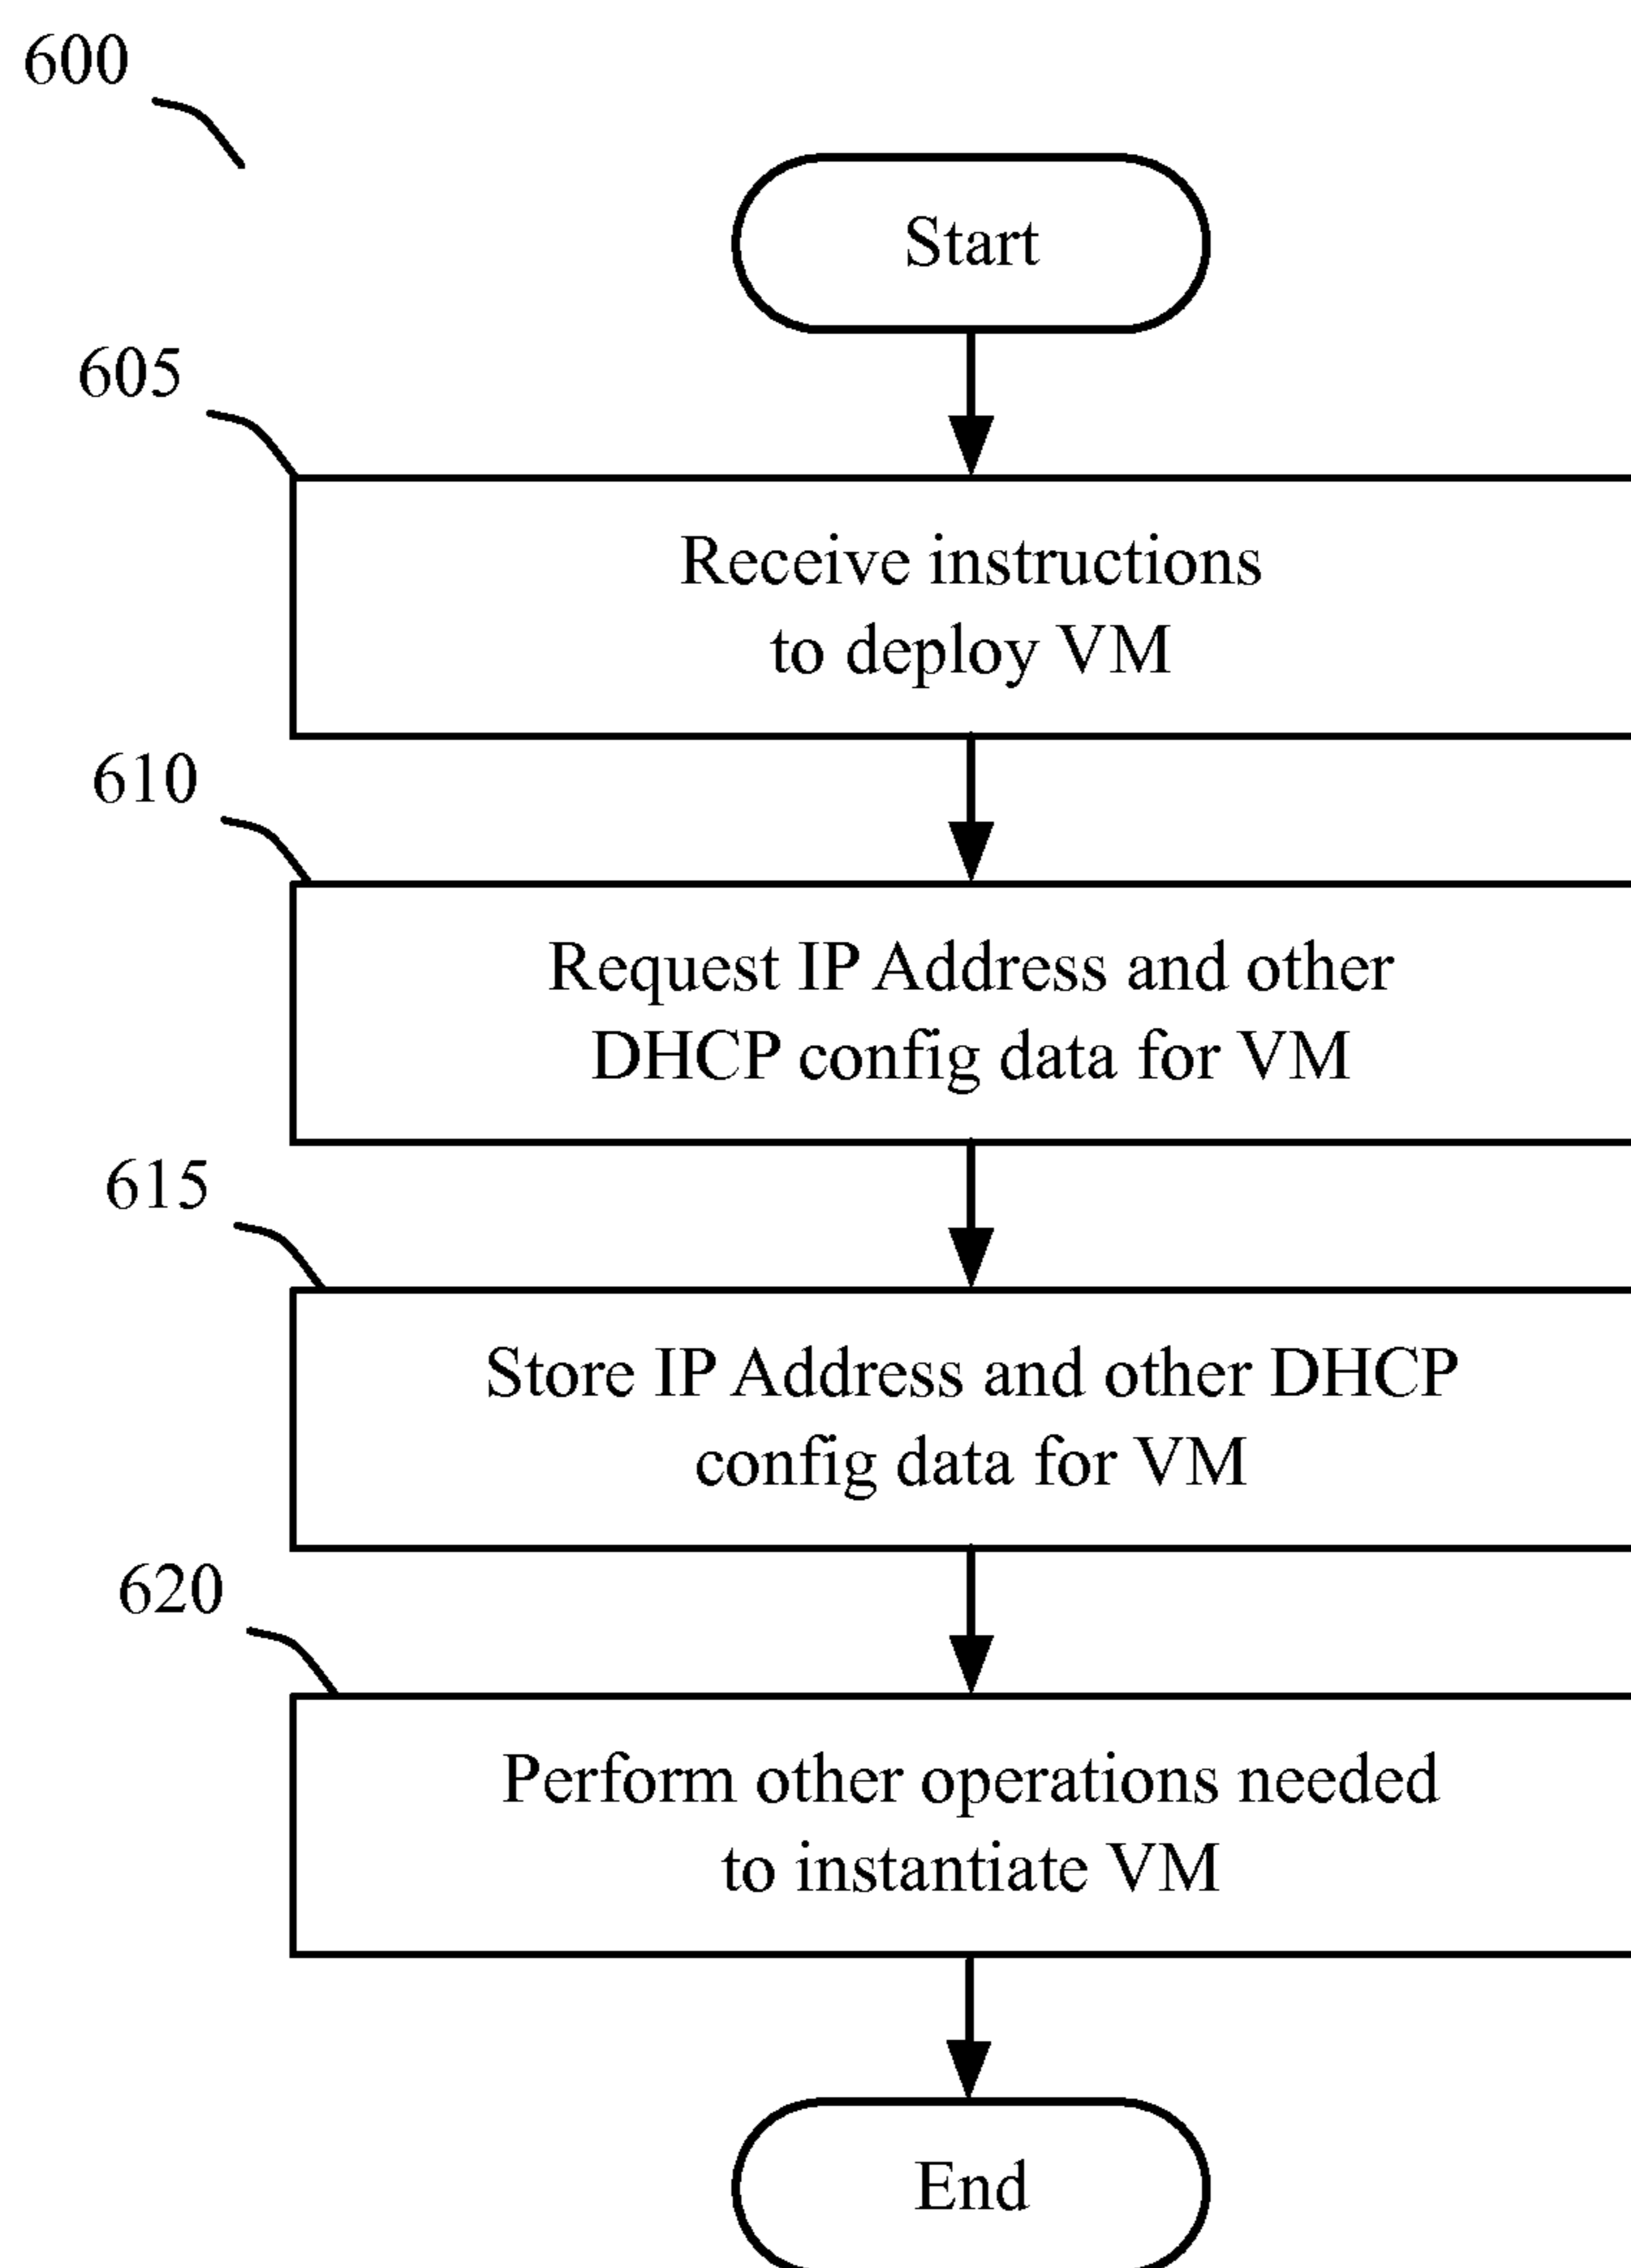 600
Start
605
Receive instructions
to deploy VM
610
Request IP Address and other
DHCP config data for VM
615
Store IP Address and other DHCP
config data for VM
620
Perform other operations needed
to instantiate VM
End